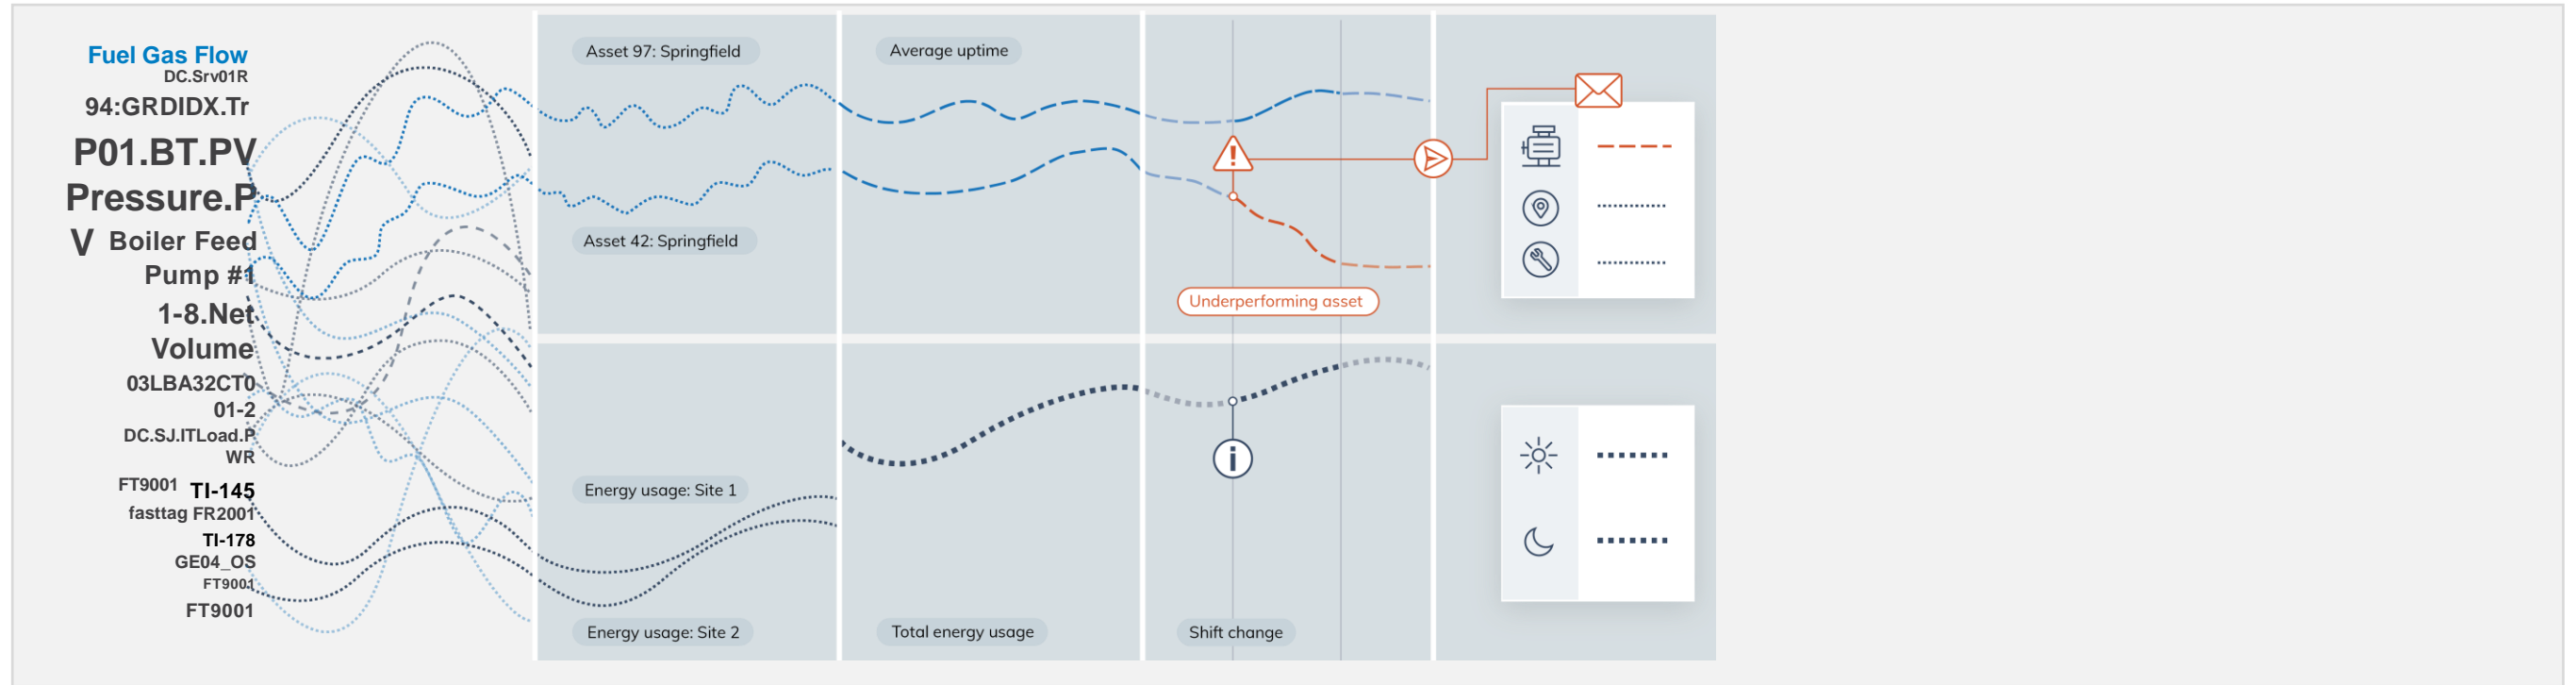 Fuel Gas Flow
DC.Srv01R
94:GRDIDX.Tr
P01.BT.PV
Pressure.P
V Boiler Feed
Pump #1
1-8.Net
Volume
03LBA32CT0
01-2
DC.SJ.ITLoad.P
WR
FT9001 TI-145
fasttag FR2001
TI-178
GE04_OS
FT9001
FT9001
Asset 97: Springfield
Asset 42: Springfield
Energy usage: Site 1
Energy usage: Site 2
Average uptime
Total energy usage
Underperforming asset
Shift change